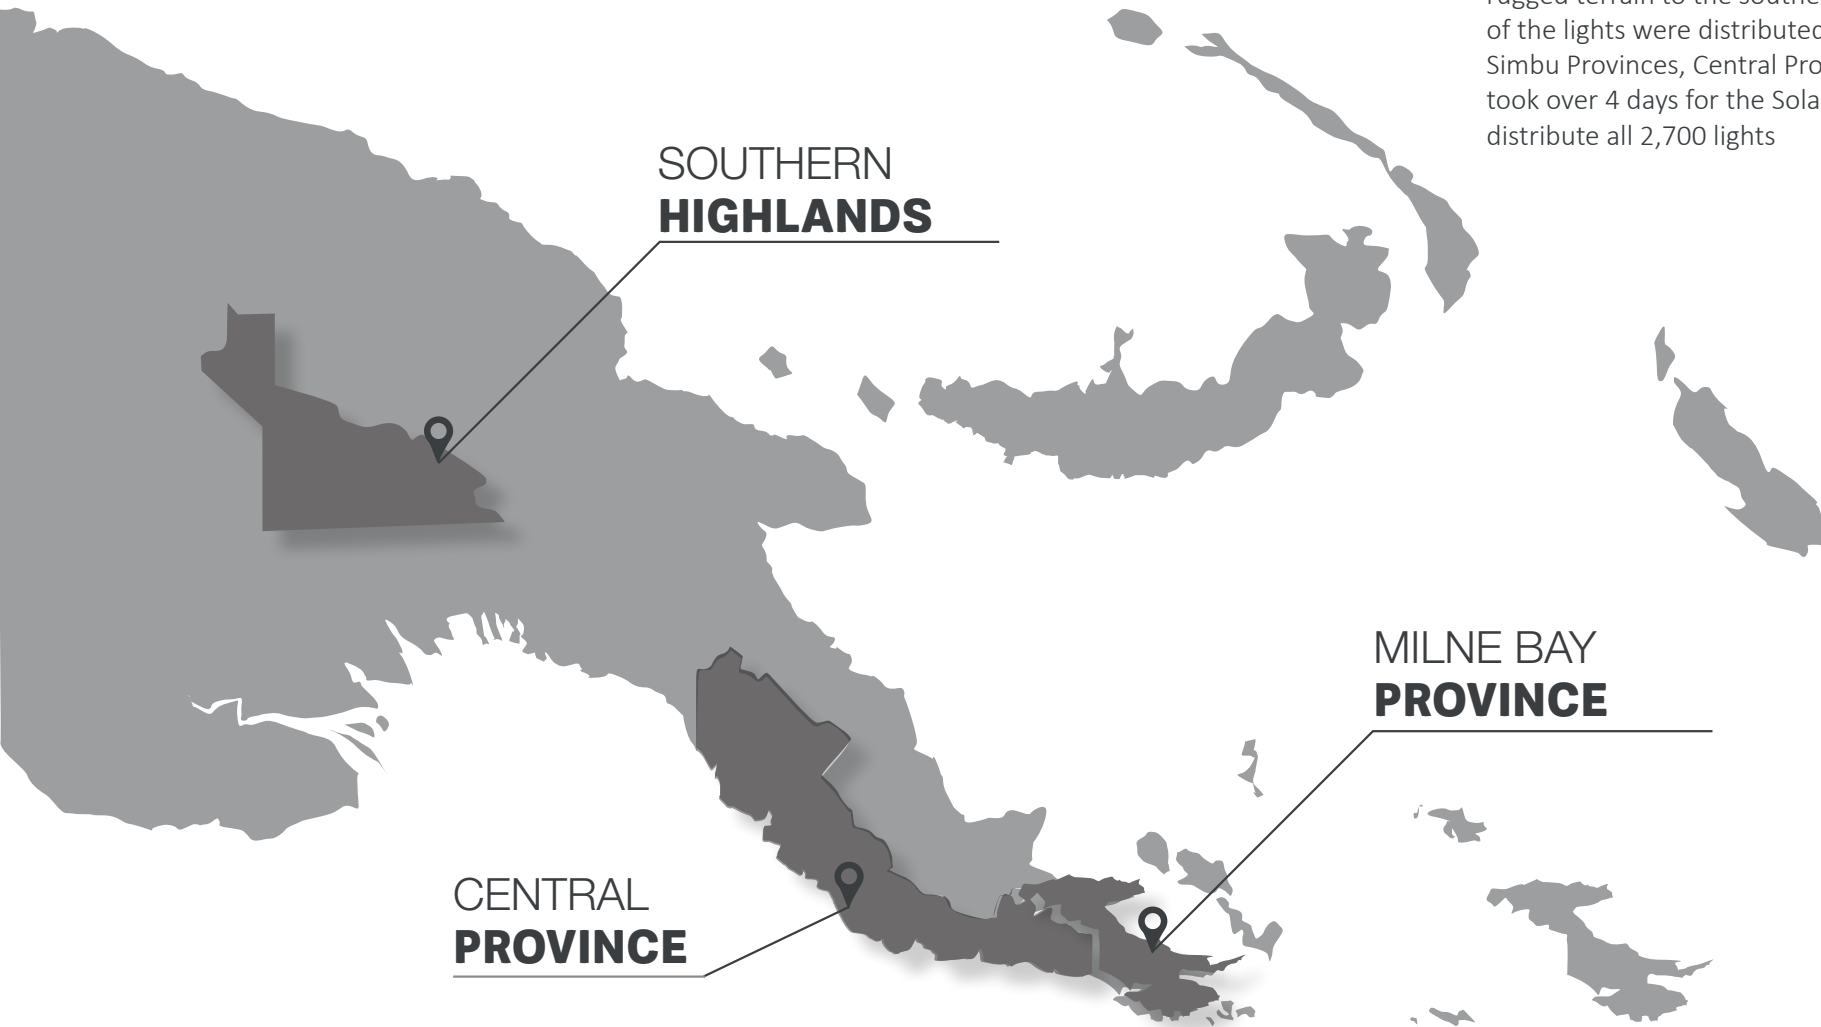 rugged terrain to the southe
of the lights were distributed
Simbu Provinces, Central Pro
took over 4 days for the Sola
distribute all 2,700 lights
SOUTHERN
HIGHLANDS
MILNE BAY
PROVINCE
CENTRAL
PROVINCE